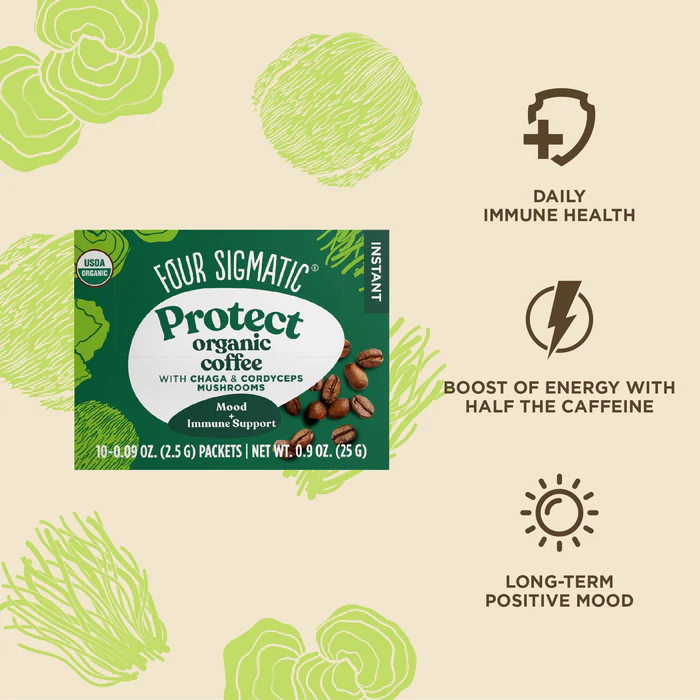 USDA
ORGANIC
FOUR SIGMATIC®
INSTANT
Protect
organic
coffee
WITH CHAGA & CORDYCEPS
MUSHROOMS
Mood
+
Immune Support
10-0.09 OZ. (2.5 G) PACKETS | NET WT. 0.9 OZ. (25 G)
DAILY
IMMUNE HEALTH
BOOST OF ENERGY WITH
HALF THE CAFFEINE
LONG-TERM
POSITIVE MOOD